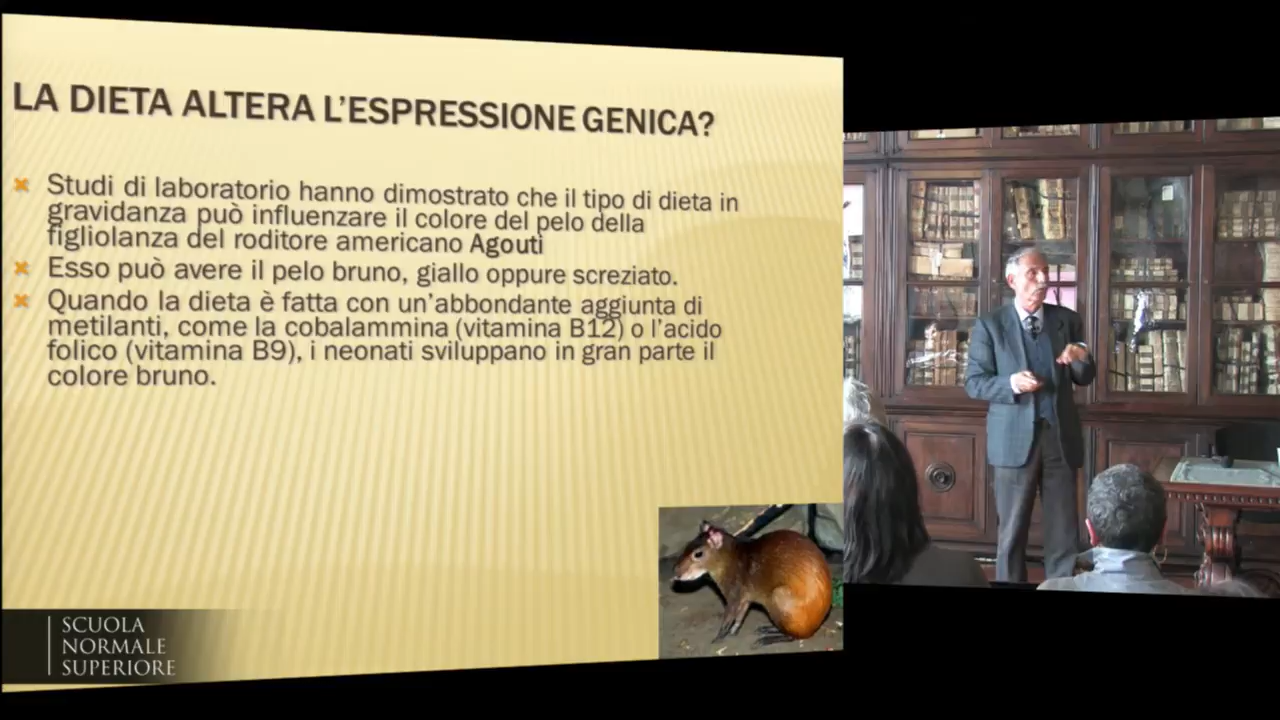 LA DIETA ALTERA L'ESPRESSIONE GENICA?
Studi di laboratorio hanno dimostrato che il tipo di dieta in
gravidanza può influenzare il colore del pelo della
figliolanza del roditore americano Agouti
Esso può avere il pelo bruno, giallo oppure screziato.
Quando la dieta è fatta con un'abbondante aggiunta di
metilanti, come la cobalammina (vitamina B12) o l'acido
folico (vitamina B9), i neonati sviluppano in gran parte il
colore bruno.
SCUOLA
NORMALE
SUPERIORE